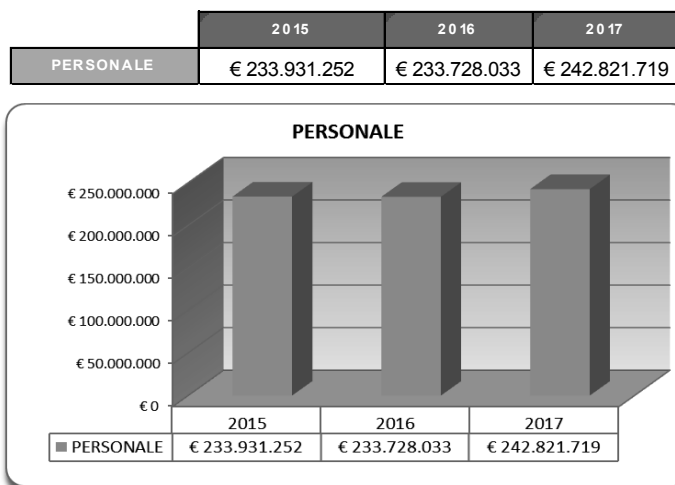 2015 2016 2017
PERSONALE € 233.931.252 € 233.728.033 € 242.821.719
PERSONALE
€ 250.000.000
€ 200.000.000
€ 150.000.000
€ 100.000.000
€ 50.000.000
€ 0
2015 2016 2017
PERSONALE € 233.931.252 € 233.728.033 € 242.821.719